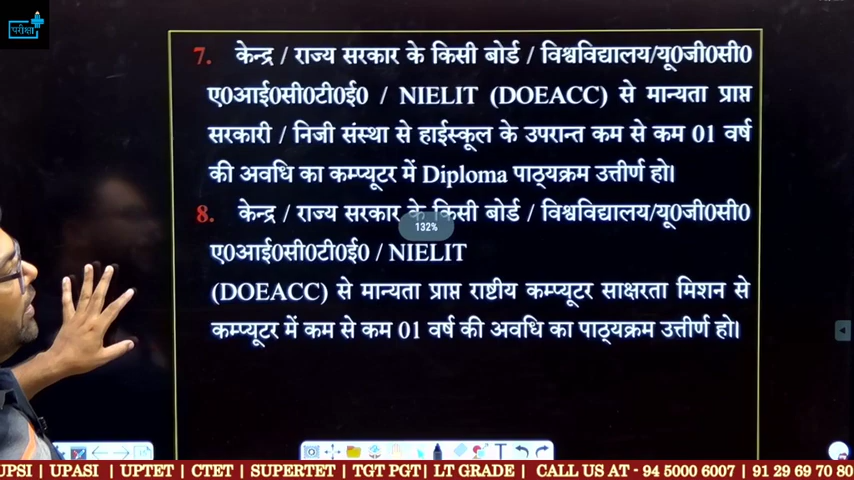 परीक्षा
7. केन्द्र / राज्य सरकार के किसी बोर्ड / विश्वविद्यालय/यू0जी0सी0
ए0आई0सी0टी0ई0 / NIELIT (DOEACC) से मान्यता प्राप्त
सरकारी / निजी संस्था से हाईस्कूल के उपरान्त कम से कम 01 वर्ष
की अवधि का कम्प्यूटर में Diploma पाठ्यक्रम उत्तीर्ण हो।
8. केन्द्र / राज्य सरकार के किसी बोर्ड / विश्वविद्यालय/यू0जी0सी0
132%
ए0आई0सी0टी0ई0 / NIELIT
(DOEACC) से मान्यता प्राप्त राष्टीय कम्प्यूटर साक्षरता मिशन से
कम्प्यूटर में कम से कम 01 वर्ष की अवधि का पाठ्यक्रम उत्तीर्ण हो।
UPSI | UPASI | UPTET | CTET | SUPERTET | TGT PGT| LT GRADE | CALL US AT - 94 5000 6007 | 91 29 69 70 80